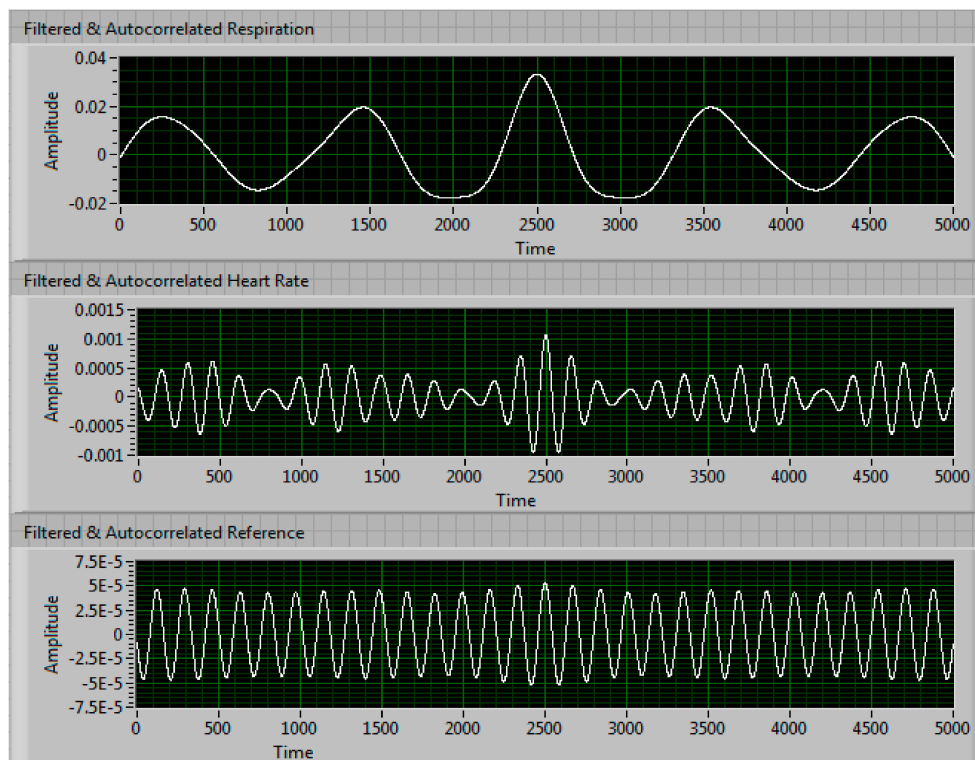 Filtered & Autocorrelated Respiration
0.04
0.02
0
-0.02
Amplitude
0 500 1000 1500 2000 2500 3000 3500 4000 4500 5000
Time
Filtered & Autocorrelated Heart Rate
0.0015
0.001
0.0005
0
-0.0005
-0.001
Amplitude
0 500 1000 1500 2000 2500 3000 3500 4000 4500 5000
Time
Filtered & Autocorrelated Reference
7.5E-5
5E-5
2.5E-5
0
-2.5E-5
-5E-5
-7.5E-5
Amplitude
0 500 1000 1500 2000 2500 3000 3500 4000 4500 5000
Time